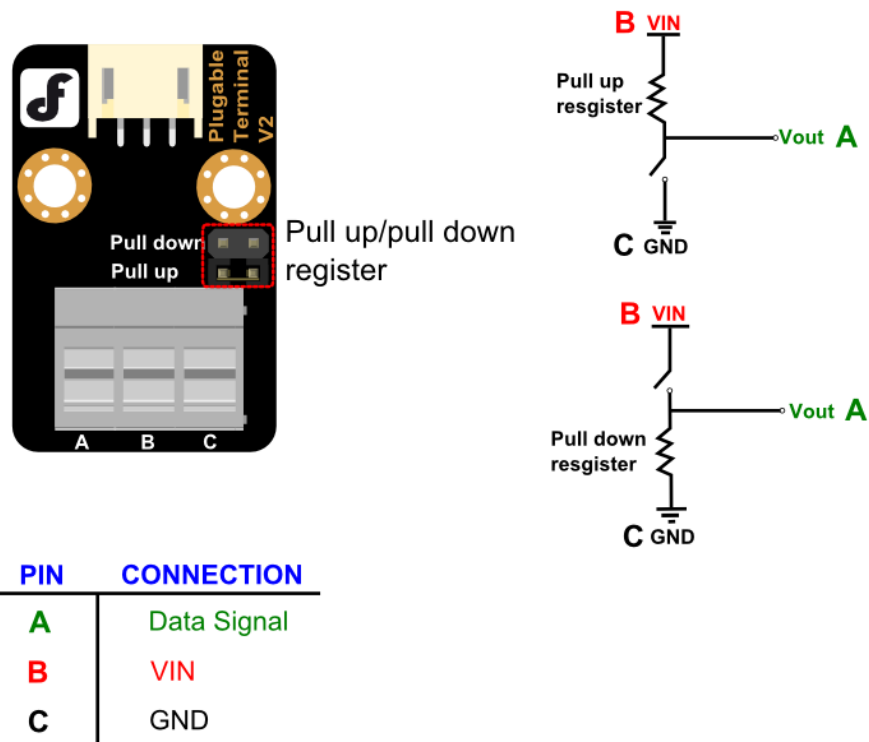 Plugable
Terminal
V2
Pull down
Pull up
Pull up/pull down
register
A B C
B VIN
Pull up
resgister
Vout A
C GND
B VIN
Vout A
Pull down
resgister
C GND
PIN CONNECTION
A Data Signal
B VIN
C GND